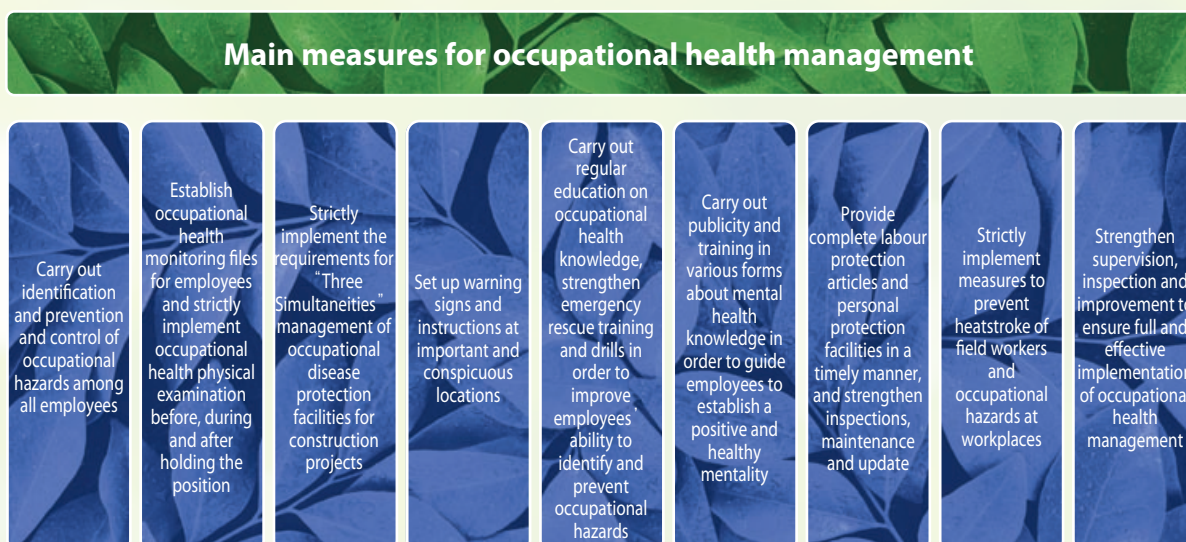 Main measures for occupational health management
Carry out
identification
and prevention
and control of
occupational
hazards among
all employees
Establish
occupational
health
monitoring files
for employees
and strictly
implement
occupational
health physical
examination
before, during
and after
holding the
position
Strictly
implement the
requirements for
“Three
Simultaneities”
management of
occupational
disease
protection
facilities for
construction
projects
Set up warning
signs and
instructions at
important and
conspicuous
locations
Carry out
regular
education on
occupational
health
knowledge,
strengthen
emergency
rescue training
and drills in
order to
improve
employees’
ability to
identify and
prevent
occupational
hazards
Carry out
publicity and
training in
various forms
about mental
health
knowledge in
order to guide
employees to
establish a
positive and
healthy
mentality
Provide
complete labour
protection
articles and
personal
protection
facilities in a
timely manner,
and strengthen
inspections,
maintenance
and update
Strictly
implement
measures to
prevent
heatstroke of
field workers
and
occupational
hazards at
workplaces
Strengthen
supervision,
inspection and
improvement to
ensure full and
effective
implementation
of occupational
health
management